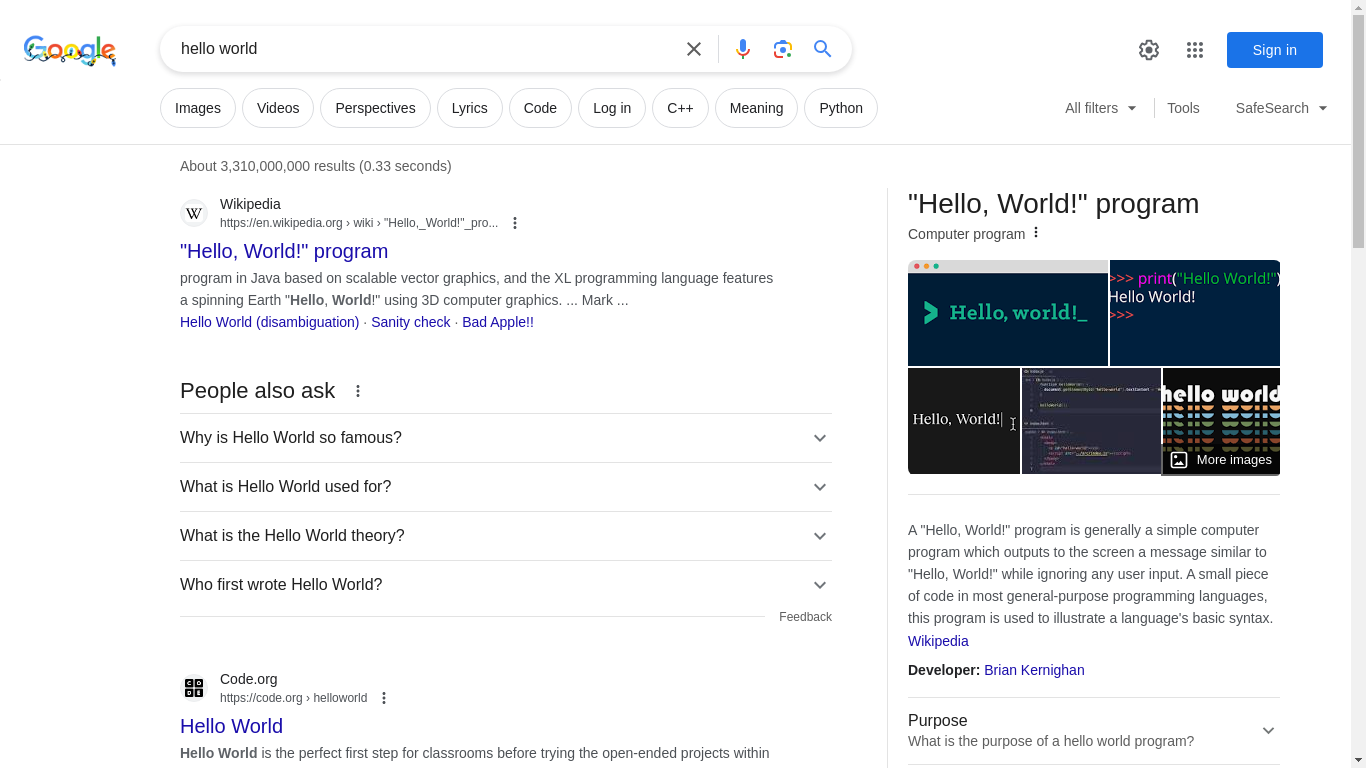 Google
hello world
Sign in
Images
Videos
Perspectives
Lyrics
Code
Log in
C++
Meaning
Python
All filters
Tools
SafeSearch
About 3,310,000,000 results (0.33 seconds)
W
Wikipedia
https://en.wikipedia.org › wiki › "Hello,_World!"_pro...
"Hello, World!" program
program in Java based on scalable vector graphics, and the XL programming language features
a spinning Earth "Hello, World!" using 3D computer graphics. ... Mark ...
Hello World (disambiguation) · Sanity check · Bad Apple!!
People also ask
Why is Hello World so famous?
What is Hello World used for?
What is the Hello World theory?
Who first wrote Hello World?
Feedback
CODE
Code.org
https://code.org › helloworld
Hello World
Hello World is the perfect first step for classrooms before trying the open-ended projects within
"Hello, World!" program
Computer program
Hello, world!_
>>> print("Hello World!")
Hello World!
>>>
Hello, World!
hello world
More images
A "Hello, World!" program is generally a simple computer
program which outputs to the screen a message similar to
"Hello, World!" while ignoring any user input. A small piece
of code in most general-purpose programming languages,
this program is used to illustrate a language's basic syntax.
Wikipedia
Developer: Brian Kernighan
Purpose
What is the purpose of a hello world program?